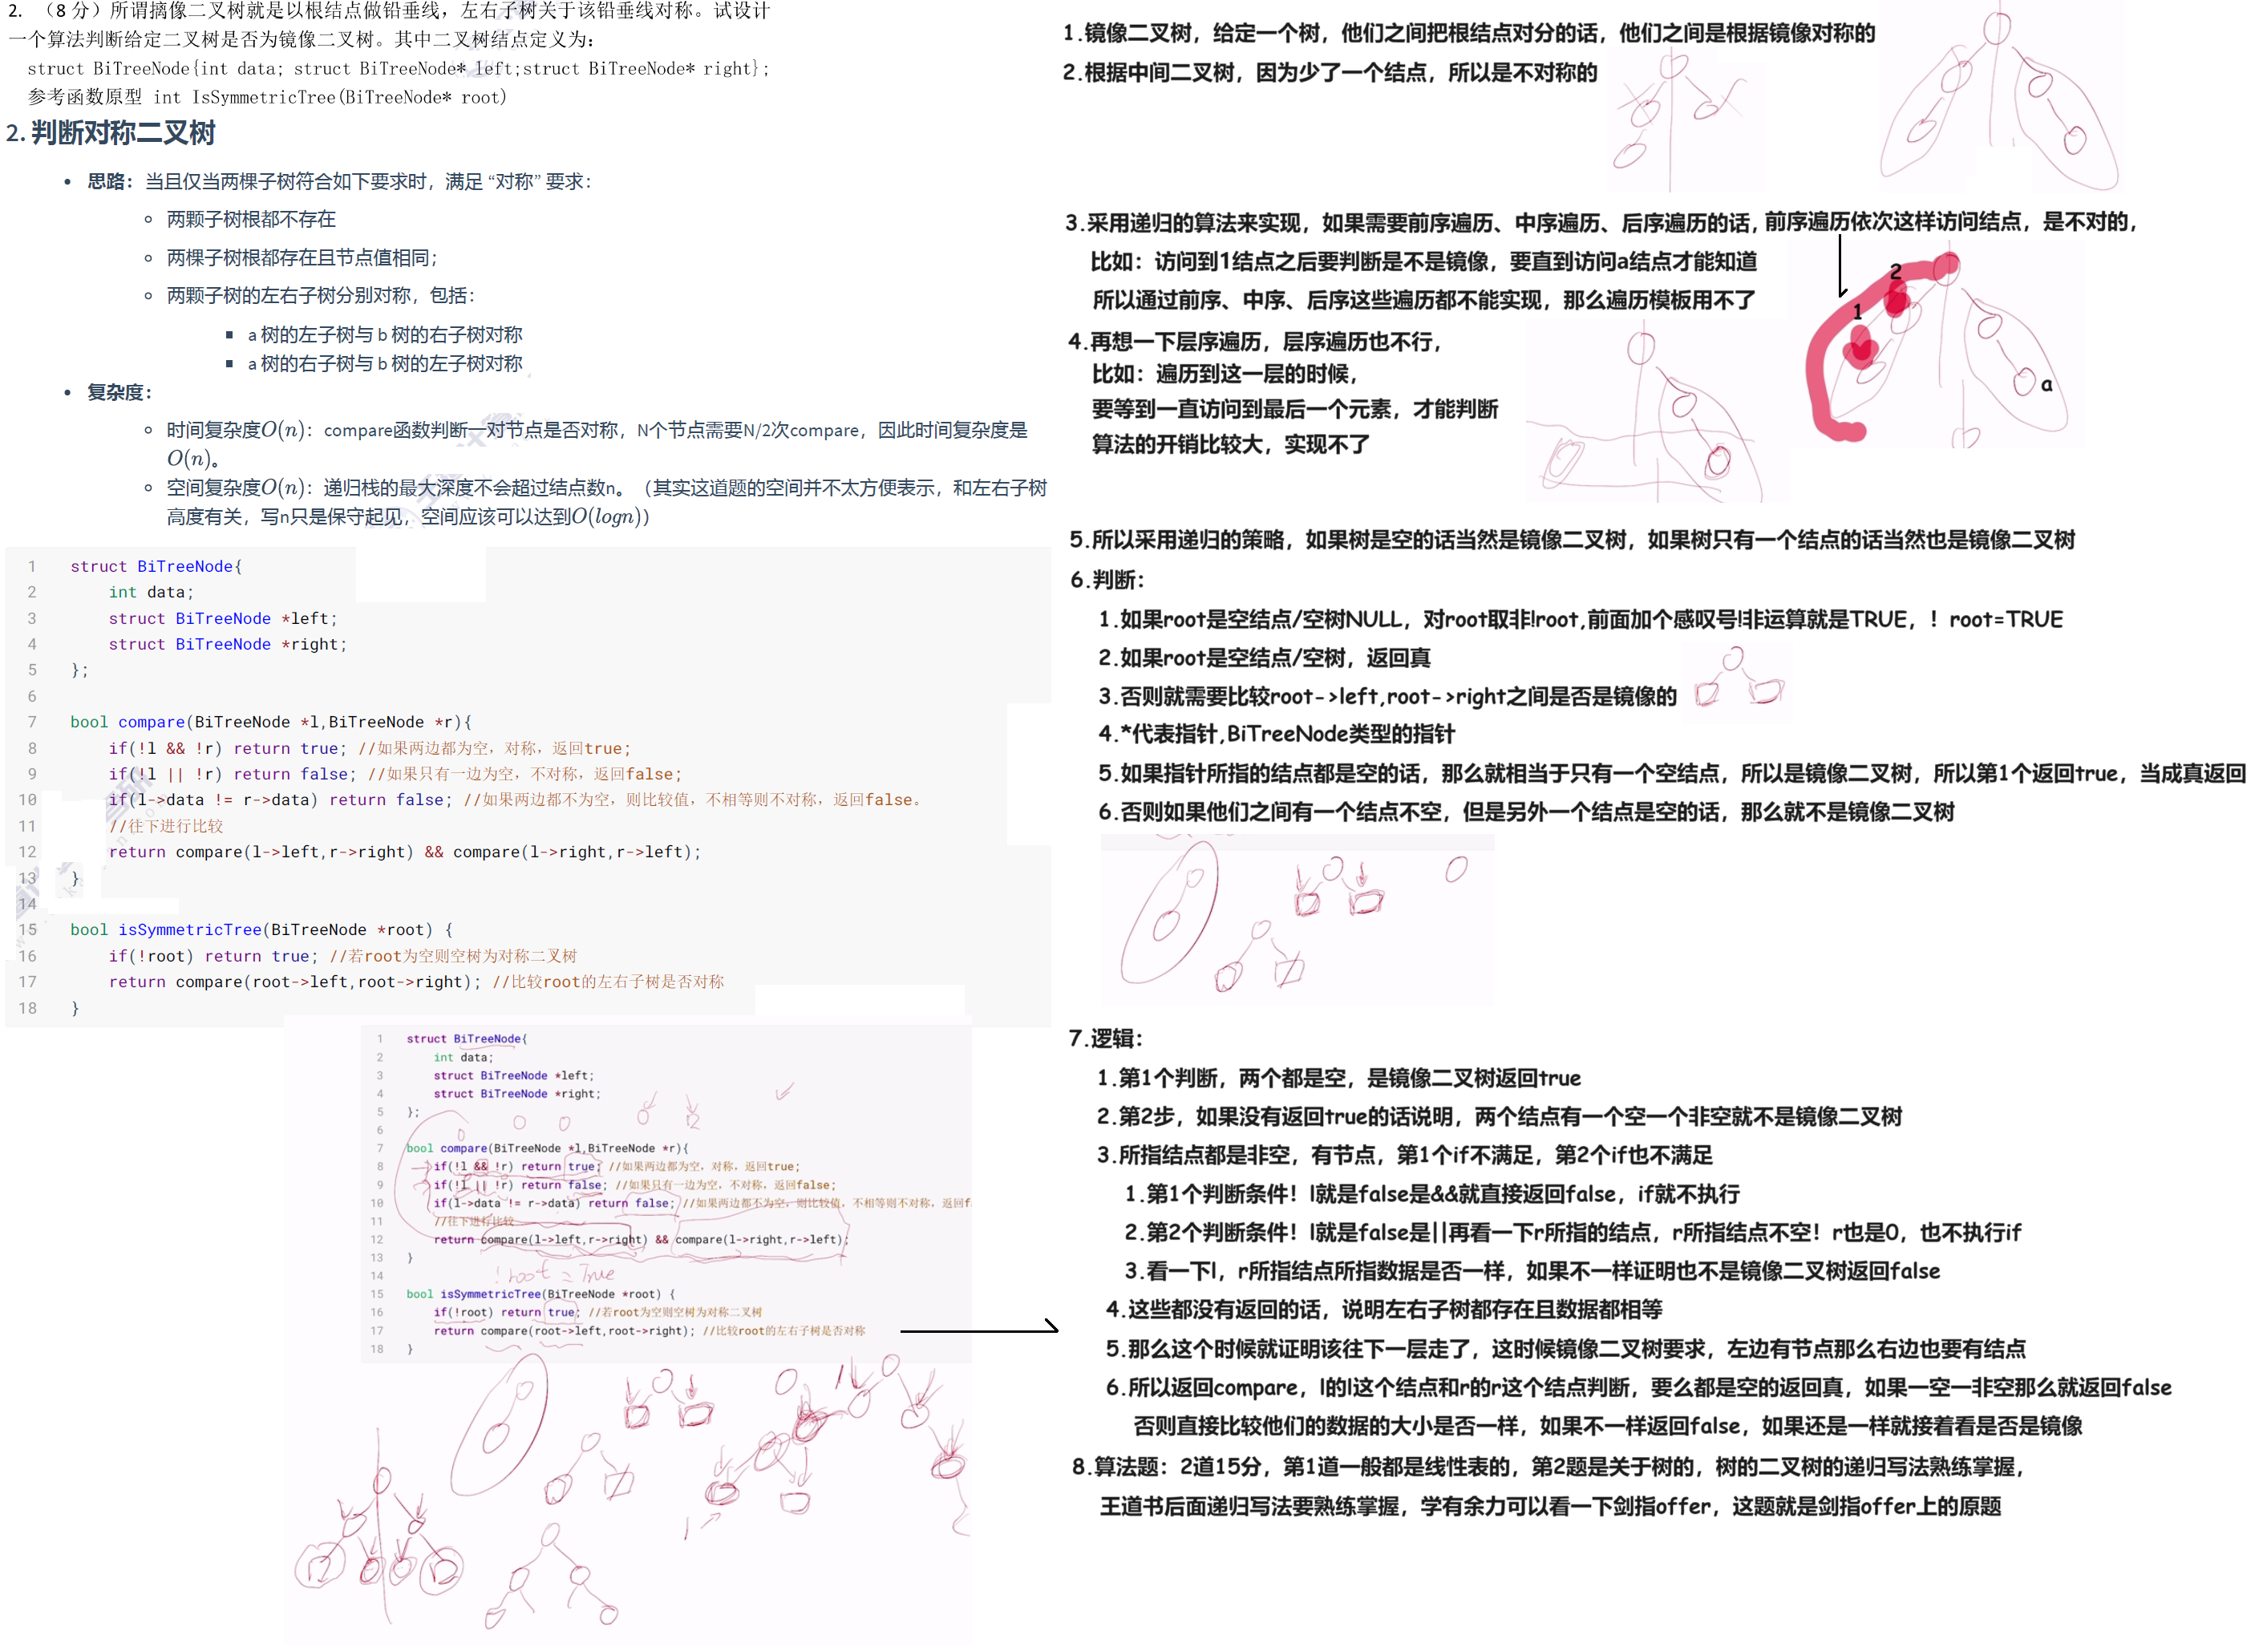 2. （8 分）所谓摘像二叉树就是以根结点做铅垂线，左右子树关于该铅垂线对称。试设计
一个算法判断给定二叉树是否为镜像二叉树。其中二叉树结点定义为：
struct BiTreeNode{int data; struct BiTreeNode* left;struct BiTreeNode* right};
参考函数原型 int IsSymmetricTree(BiTreeNode* root)
2. 判断对称二叉树
• 思路：当且仅当两棵子树符合如下要求时，满足 “对称” 要求：
◦ 两颗子树根都不存在
◦ 两棵子树根都存在且节点值相同；
◦ 两颗子树的左右子树分别对称，包括：
▪ a 树的左子树与 b 树的右子树对称
▪ a 树的右子树与 b 树的左子树对称
• 复杂度：
◦ 时间复杂度O(n)：compare函数判断一对节点是否对称，N个节点需要N/2次compare，因此时间复杂度是
O(n)。
◦ 空间复杂度O(n)：递归栈的最大深度不会超过结点数n。（其实这道题的空间并不太方便表示，和左右子树
高度有关，写n只是保守起见，空间应该可以达到O(logn)）
1 struct BiTreeNode{
2 int data;
3 struct BiTreeNode *left;
4 struct BiTreeNode *right;
5 };
6
7 bool compare(BiTreeNode *l,BiTreeNode *r){
8 if(!l && !r) return true; //如果两边都为空，对称，返回true;
9 if(!l || !r) return false; //如果只有一边为空，不对称，返回false;
10 if(l->data != r->data) return false; //如果两边都不为空，则比较值，不相等则不对称，返回false。
11 //往下进行比较
12 return compare(l->left,r->right) && compare(l->right,r->left);
13 }
14
15 bool isSymmetricTree(BiTreeNode *root) {
16 if(!root) return true; //若root为空则空树为对称二叉树
17 return compare(root->left,root->right); //比较root的左右子树是否对称
18 }
1 struct BiTreeNode{
2 int data;
3 struct BiTreeNode *left;
4 struct BiTreeNode *right;
5 };
6
7 bool compare(BiTreeNode *l,BiTreeNode *r){
8 if(!l && !r) return true; //如果两边都为空，对称，返回true;
9 if(!l || !r) return false; //如果只有一边为空，不对称，返回false;
10 if(l->data != r->data) return false; //如果两边都不为空，则比较值，不相等则不对称，返回f
11 //往下进行比较
12 return compare(l->left,r->right) && compare(l->right,r->left);
13 }
14 !root = True
15 bool isSymmetricTree(BiTreeNode *root) {
16 if(!root) return true; //若root为空则空树为对称二叉树
17 return compare(root->left,root->right); //比较root的左右子树是否对称
18 }
1.镜像二叉树，给定一个树，他们之间把根结点对分的话，他们之间是根据镜像对称的
2.根据中间二叉树，因为少了一个结点，所以是不对称的
3.采用递归的算法来实现，如果需要前序遍历、中序遍历、后序遍历的话，前序遍历依次这样访问结点，是不对的，
比如：访问到1结点之后要判断是不是镜像，要直到访问a结点才能知道
所以通过前序、中序、后序这些遍历都不能实现，那么遍历模板用不了
2
1
a
4.再想一下层序遍历，层序遍历也不行，
比如：遍历到这一层的时候，
要等到一直访问到最后一个元素，才能判断
算法的开销比较大，实现不了
5.所以采用递归的策略，如果树是空的话当然是镜像二叉树，如果树只有一个结点的话当然也是镜像二叉树
6.判断：
1.如果root是空结点/空树NULL，对root取非!root,前面加个感叹号!非运算就是TRUE，！root=TRUE
2.如果root是空结点/空树，返回真
3.否则就需要比较root->left,root->right之间是否是镜像的
4.*代表指针,BiTreeNode类型的指针
5.如果指针所指的结点都是空的话，那么就相当于只有一个空结点，所以是镜像二叉树，所以第1个返回true，当成真返回
6.否则如果他们之间有一个结点不空，但是另外一个结点是空的话，那么就不是镜像二叉树
7.逻辑：
1.第1个判断，两个都是空，是镜像二叉树返回true
2.第2步，如果没有返回true的话说明，两个结点有一个空一个非空就不是镜像二叉树
3.所指结点都是非空，有节点，第1个if不满足，第2个if也不满足
1.第1个判断条件！l就是false是&&就直接返回false，if就不执行
2.第2个判断条件！l就是false是||再看一下r所指的结点，r所指结点不空！r也是0，也不执行if
3.看一下l，r所指结点所指数据是否一样，如果不一样证明也不是镜像二叉树返回false
4.这些都没有返回的话，说明左右子树都存在且数据都相等
5.那么这个时候就证明该往下一层走了，这时候镜像二叉树要求，左边有节点那么右边也要有结点
6.所以返回compare，l的l这个结点和r的r这个结点判断，要么都是空的返回真，如果一空一非空那么就返回false
否则直接比较他们的数据的大小是否一样，如果不一样返回false，如果还是一样就接着看是否是镜像
8.算法题：2道15分，第1道一般都是线性表的，第2题是关于树的，树的二叉树的递归写法熟练掌握，
王道书后面递归写法要熟练掌握，学有余力可以看一下剑指offer，这题就是剑指offer上的原题